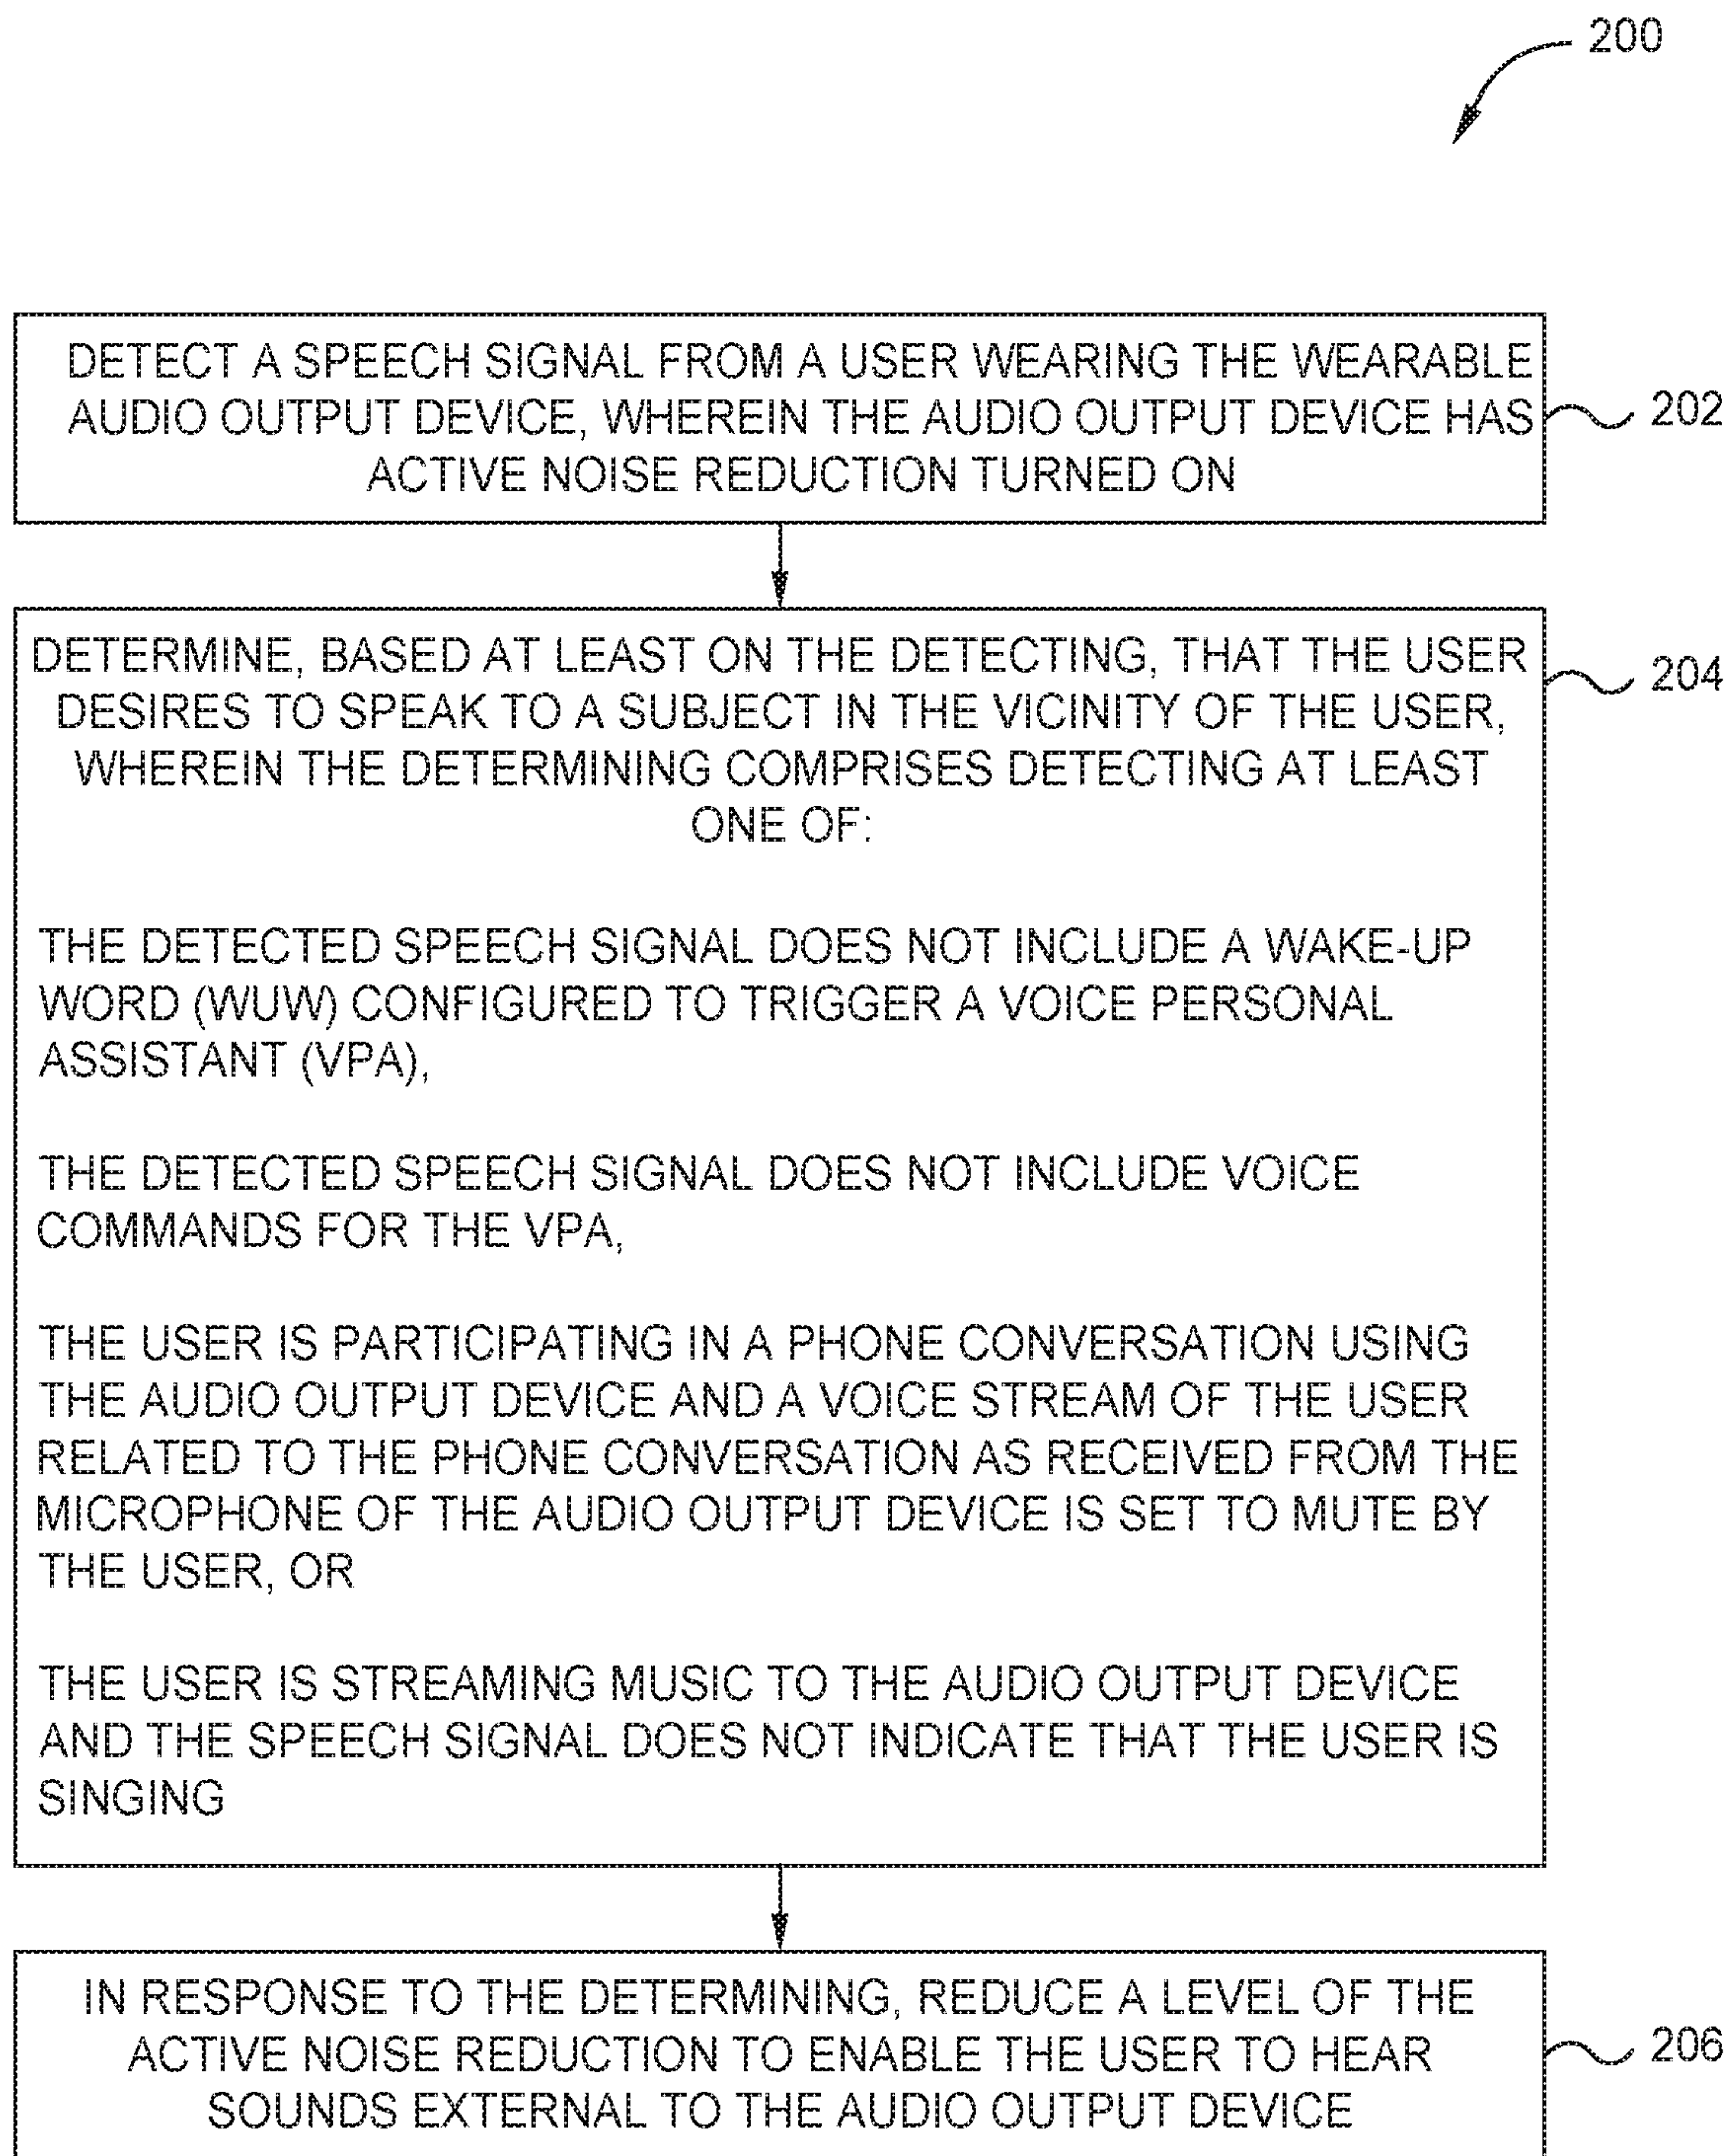 200
DETECT A SPEECH SIGNAL FROM A USER WEARING THE WEARABLE
AUDIO OUTPUT DEVICE, WHEREIN THE AUDIO OUTPUT DEVICE HAS
ACTIVE NOISE REDUCTION TURNED ON
202
DETERMINE, BASED AT LEAST ON THE DETECTING, THAT THE USER
DESIRES TO SPEAK TO A SUBJECT IN THE VICINITY OF THE USER,
WHEREIN THE DETERMINING COMPRISES DETECTING AT LEAST
ONE OF:
204
THE DETECTED SPEECH SIGNAL DOES NOT INCLUDE A WAKE-UP
WORD (WUW) CONFIGURED TO TRIGGER A VOICE PERSONAL
ASSISTANT (VPA),
THE DETECTED SPEECH SIGNAL DOES NOT INCLUDE VOICE
COMMANDS FOR THE VPA,
THE USER IS PARTICIPATING IN A PHONE CONVERSATION USING
THE AUDIO OUTPUT DEVICE AND A VOICE STREAM OF THE USER
RELATED TO THE PHONE CONVERSATION AS RECEIVED FROM THE
MICROPHONE OF THE AUDIO OUTPUT DEVICE IS SET TO MUTE BY
THE USER, OR
THE USER IS STREAMING MUSIC TO THE AUDIO OUTPUT DEVICE
AND THE SPEECH SIGNAL DOES NOT INDICATE THAT THE USER IS
SINGING
IN RESPONSE TO THE DETERMINING, REDUCE A LEVEL OF THE
ACTIVE NOISE REDUCTION TO ENABLE THE USER TO HEAR
SOUNDS EXTERNAL TO THE AUDIO OUTPUT DEVICE
206